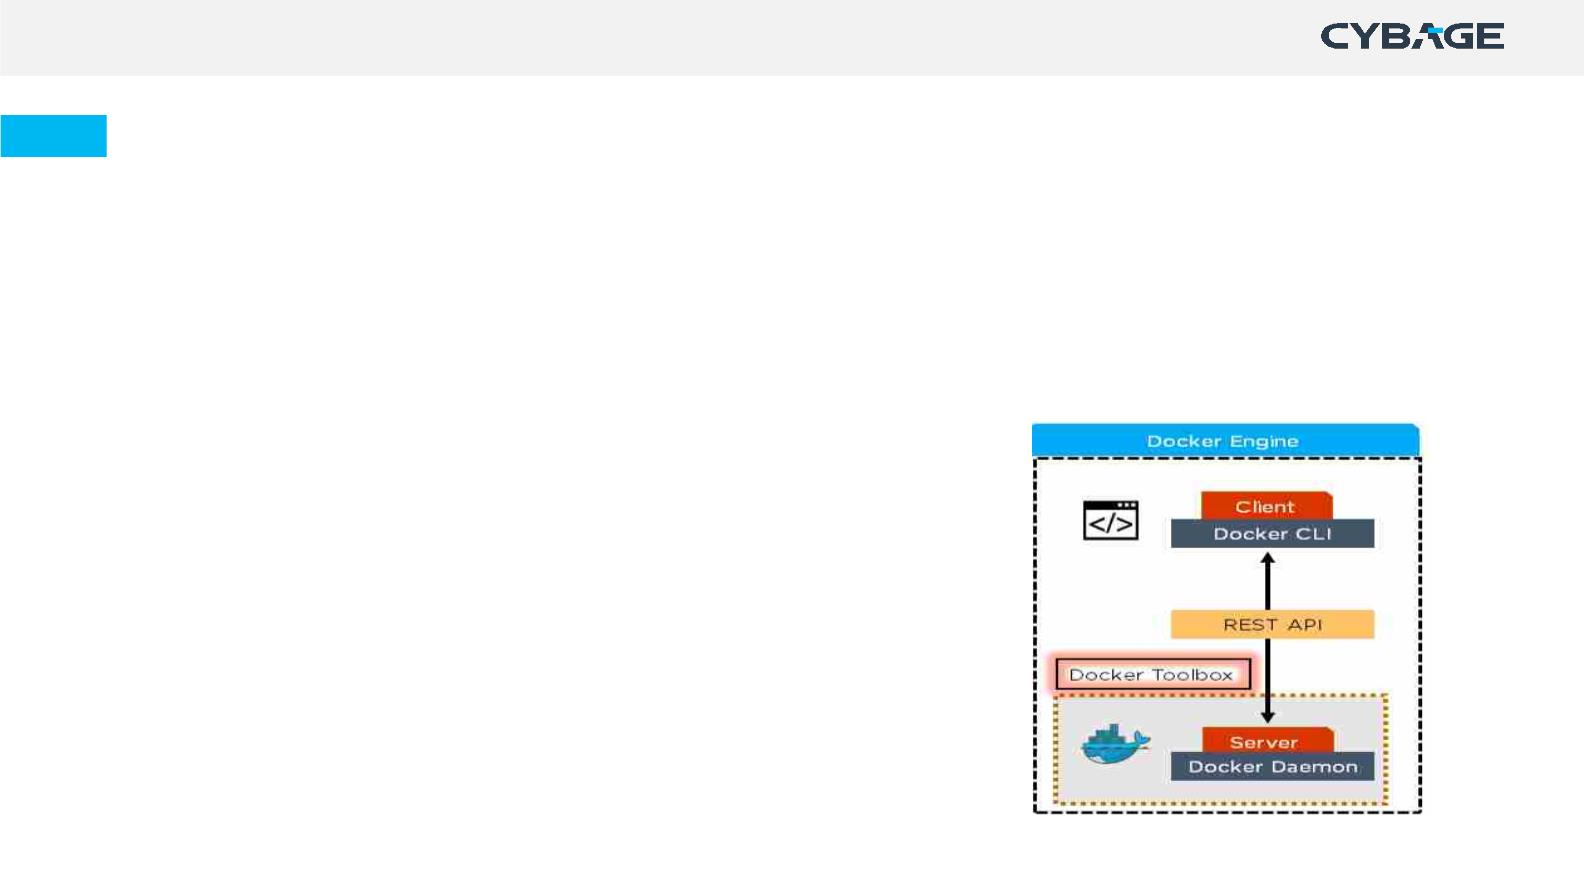 CYBAGE
Docker Engine
Client
</>
Docker CLI
REST API
Docker Toolbox
Server
Docker Daemon